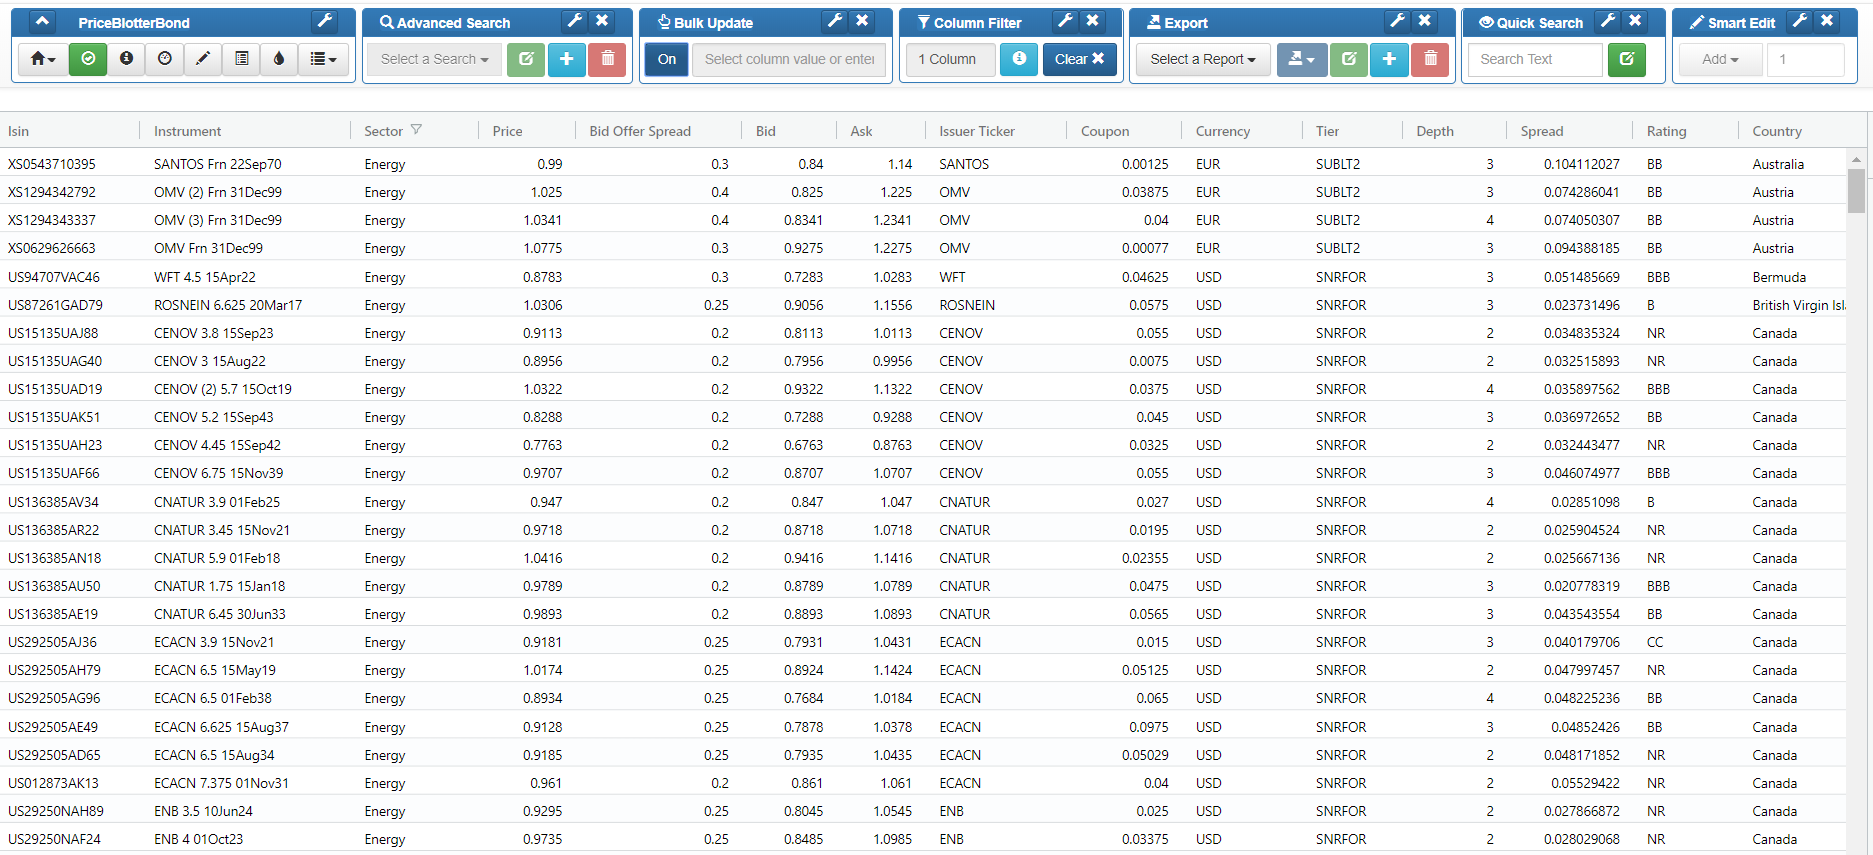 PriceBlotterBond
Advanced Search
Bulk Update
Column Filter
Export
Quick Search
Smart Edit
Select a Search
On
Select column value or enter
1 Column
Clear
Select a Report
Search Text
Add
1
Isin Instrument Sector Price Bid Offer Spread Bid Ask Issuer Ticker Coupon Currency Tier Depth Spread Rating Country
XS0543710395 SANTOS Frn 22Sep70 Energy 0.99 0.3 0.84 1.14 SANTOS 0.00125 EUR SUBLT2 3 0.104112027 BB Australia
XS1294342792 OMV (2) Frn 31Dec99 Energy 1.025 0.4 0.825 1.225 OMV 0.03875 EUR SUBLT2 3 0.074286041 BB Austria
XS1294343337 OMV (3) Frn 31Dec99 Energy 1.0341 0.4 0.8341 1.2341 OMV 0.04 EUR SUBLT2 4 0.074050307 BB Austria
XS0629626663 OMV Frn 31Dec99 Energy 1.0775 0.3 0.9275 1.2275 OMV 0.00077 EUR SUBLT2 3 0.094388185 BB Austria
US94707VAC46 WFT 4.5 15Apr22 Energy 0.8783 0.3 0.7283 1.0283 WFT 0.04625 USD SNRFOR 3 0.051485669 BBB Bermuda
US87261GAD79 ROSNEIN 6.625 20Mar17 Energy 1.0306 0.25 0.9056 1.1556 ROSNEIN 0.0575 USD SNRFOR 3 0.023731496 B British Virgin Isl
US15135UAJ88 CENOV 3.8 15Sep23 Energy 0.9113 0.2 0.8113 1.0113 CENOV 0.055 USD SNRFOR 2 0.034835324 NR Canada
US15135UAG40 CENOV 3 15Aug22 Energy 0.8956 0.2 0.7956 0.9956 CENOV 0.0075 USD SNRFOR 2 0.032515893 NR Canada
US15135UAD19 CENOV (2) 5.7 15Oct19 Energy 1.0322 0.2 0.9322 1.1322 CENOV 0.0375 USD SNRFOR 4 0.035897562 BBB Canada
US15135UAK51 CENOV 5.2 15Sep43 Energy 0.8288 0.2 0.7288 0.9288 CENOV 0.045 USD SNRFOR 3 0.036972652 BB Canada
US15135UAH23 CENOV 4.45 15Sep42 Energy 0.7763 0.2 0.6763 0.8763 CENOV 0.0325 USD SNRFOR 2 0.032443477 NR Canada
US15135UAF66 CENOV 6.75 15Nov39 Energy 0.9707 0.2 0.8707 1.0707 CENOV 0.055 USD SNRFOR 3 0.046074977 BBB Canada
US136385AV34 CNATUR 3.9 01Feb25 Energy 0.947 0.2 0.847 1.047 CNATUR 0.027 USD SNRFOR 4 0.02851098 B Canada
US136385AR22 CNATUR 3.45 15Nov21 Energy 0.9718 0.2 0.8718 1.0718 CNATUR 0.0195 USD SNRFOR 2 0.025904524 NR Canada
US136385AN18 CNATUR 5.9 01Feb18 Energy 1.0416 0.2 0.9416 1.1416 CNATUR 0.02355 USD SNRFOR 2 0.025667136 NR Canada
US136385AU50 CNATUR 1.75 15Jan18 Energy 0.9789 0.2 0.8789 1.0789 CNATUR 0.0475 USD SNRFOR 3 0.020778319 BBB Canada
US136385AE19 CNATUR 6.45 30Jun33 Energy 0.9893 0.2 0.8893 1.0893 CNATUR 0.0565 USD SNRFOR 3 0.043543554 BB Canada
US292505AJ36 ECACN 3.9 15Nov21 Energy 0.9181 0.25 0.7931 1.0431 ECACN 0.015 USD SNRFOR 3 0.040179706 CC Canada
US292505AH79 ECACN 6.5 15May19 Energy 1.0174 0.25 0.8924 1.1424 ECACN 0.05125 USD SNRFOR 2 0.047997457 NR Canada
US292505AG96 ECACN 6.5 01Feb38 Energy 0.8934 0.25 0.7684 1.0184 ECACN 0.065 USD SNRFOR 4 0.048225236 BB Canada
US292505AE49 ECACN 6.625 15Aug37 Energy 0.9128 0.25 0.7878 1.0378 ECACN 0.0975 USD SNRFOR 3 0.04852426 BB Canada
US292505AD65 ECACN 6.5 15Aug34 Energy 0.9185 0.25 0.7935 1.0435 ECACN 0.05029 USD SNRFOR 2 0.048171852 NR Canada
US012873AK13 ECACN 7.375 01Nov31 Energy 0.961 0.2 0.861 1.061 ECACN 0.04 USD SNRFOR 2 0.05529422 NR Canada
US29250NAH89 ENB 3.5 10Jun24 Energy 0.9295 0.25 0.8045 1.0545 ENB 0.025 USD SNRFOR 2 0.027866872 NR Canada
US29250NAF24 ENB 4 01Oct23 Energy 0.9735 0.25 0.8485 1.0985 ENB 0.03375 USD SNRFOR 2 0.028029068 NR Canada